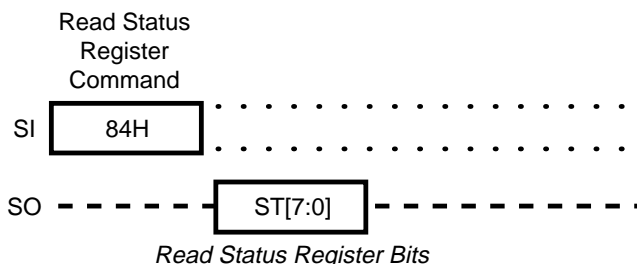 Read Status
Register
Command
SI
84H
SO
ST[7:0]
Read Status Register Bits